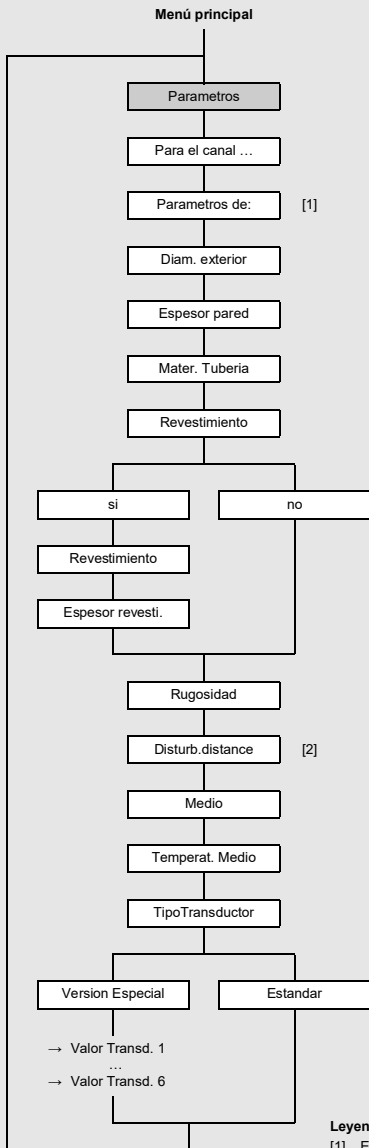 Menú principal
Parametros
Para el canal …
Parametros de: [1]
Diam. exterior
Espesor pared
Mater. Tuberia
Revestimiento
si no
Revestimiento
Espesor revesti.
Rugosidad
Disturb.distance [2]
Medio
Temperat. Medio
TipoTransductor
Version Especial Estandar
→ Valor Transd. 1
…
→ Valor Transd. 6
Leyen
[1]